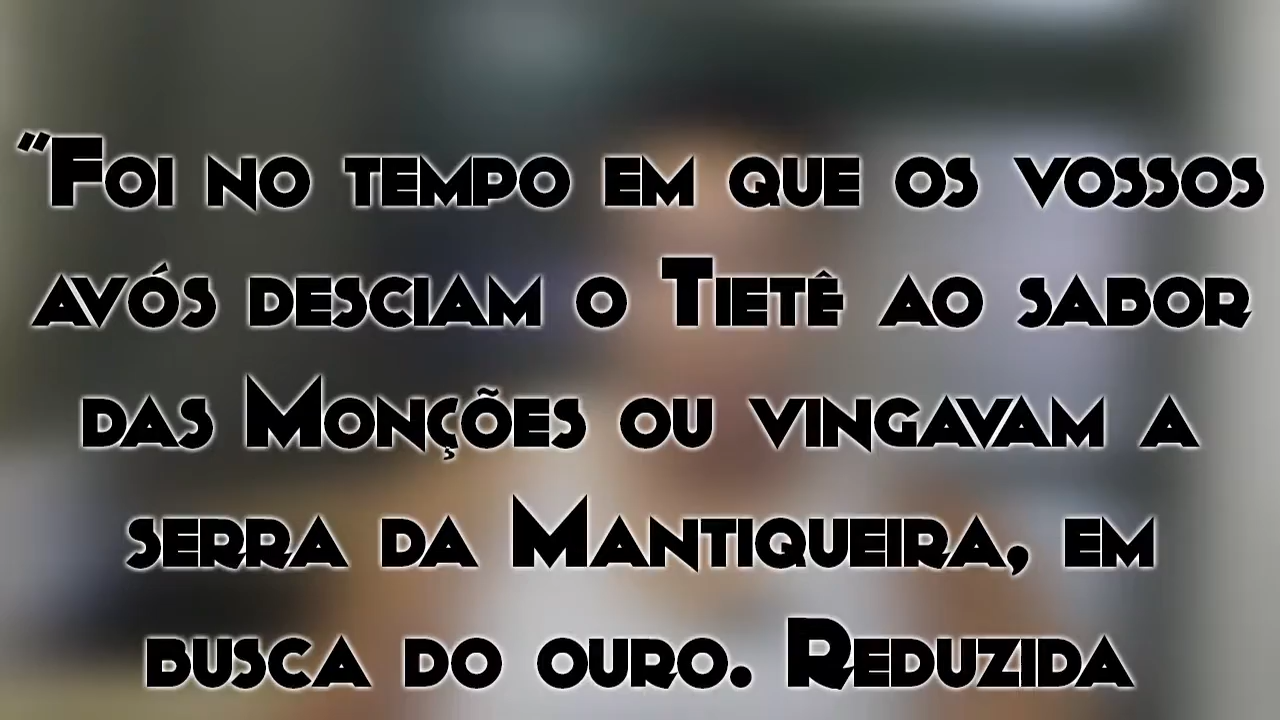 “Foi no tempo em que os vossos
avós desciam o Tietê ao sabor
das Monções ou vingavam a
serra da Mantiqueira, em
busca do ouro. Reduzida